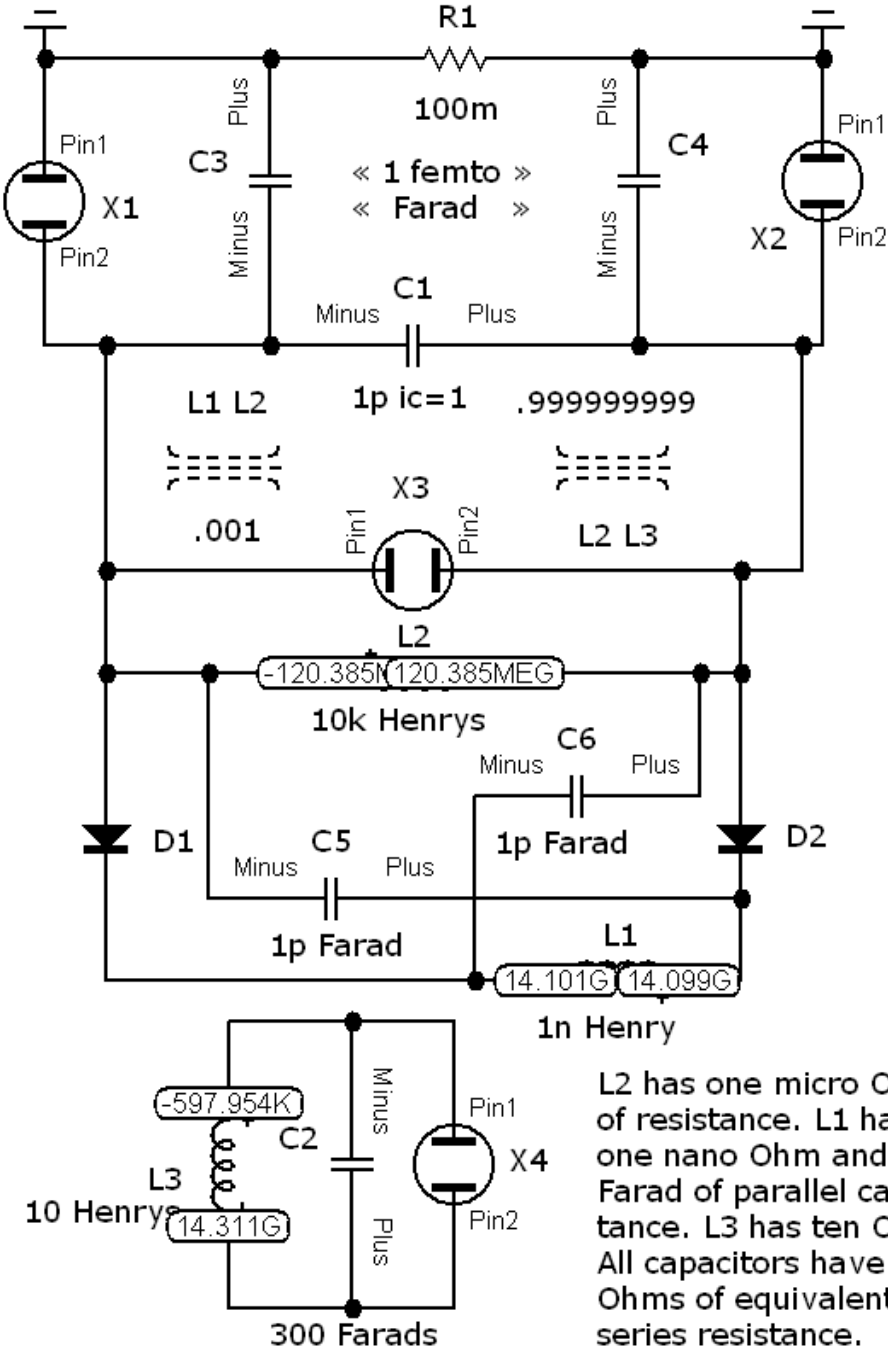 R1
Plus
Plus
Pin1
Pin1
100m
C3
C4
« 1 femto »
« Farad »
X1
X2
Pin2
Pin2
Minus
Minus
C1
Minus Plus
L1 L2
1p ic=1
.999999999
X3
.001
Pin1
Pin2
L2 L3
L2
120.385MEG
10k Henrys
C6
Minus Plus
D1
C5
1p Farad
D2
Minus Plus
1p Farad
L1
14.101G 14.099G
1n Henry
Minus
Pin1
-597.954K
C2
X4
L3
10 Henrys
14.311G
Plus
Pin2
300 Farads
L2 has one micro
of resistance. L1
one nano Ohm and
Farad of parallel
tance. L3 has ten
All capacitors have
Ohms of equivalent
series resistance.